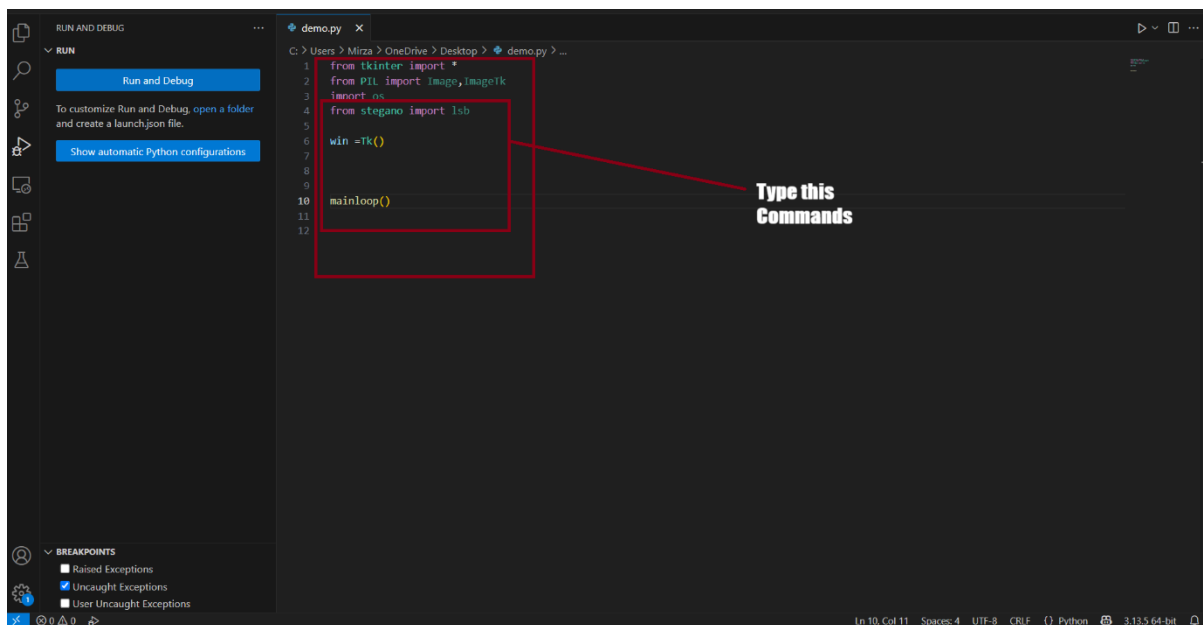 RUN AND DEBUG ...
RUN
Run and Debug
To customize Run and Debug, open a folder
and create a launch.json file.
Show automatic Python configurations
demo.py
C: > Users > Mirza > OneDrive > Desktop > demo.py > ...
1 from tkinter import *
2 from PIL import Image,ImageTk
3 import os
4 from stegano import lsb
5
6 win =Tk()
7
8
9
10 mainloop()
11
12
Type this
Commands
BREAKPOINTS
Raised Exceptions
Uncaught Exceptions
User Uncaught Exceptions
1
0 0 Ln 10, Col 11 Spaces: 4 UTF-8 CRLF {} Python 3.13.5 64-bit